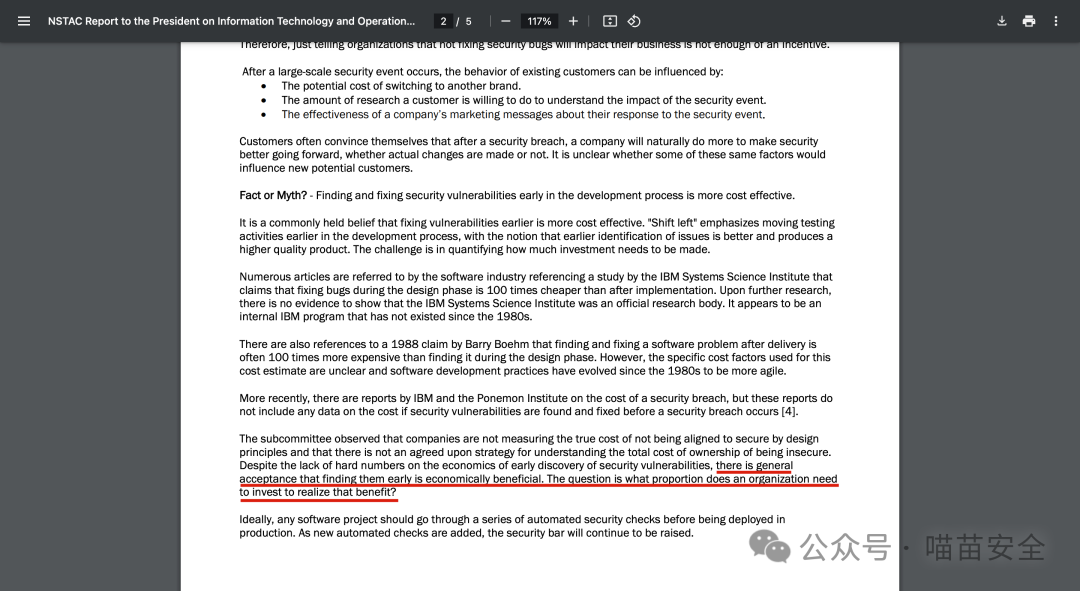 NSTAC Report to the President on Information Technology and Operation...
2 / 5
117%
Therefore, just telling organizations that not fixing security bugs will impact their business is not enough of an incentive.
After a large-scale security event occurs, the behavior of existing customers can be influenced by:
• The potential cost of switching to another brand.
• The amount of research a customer is willing to do to understand the impact of the security event.
• The effectiveness of a company's marketing messages about their response to the security event.
Customers often convince themselves that after a security breach, a company will naturally do more to make security
better going forward, whether actual changes are made or not. It is unclear whether some of these same factors would
influence new potential customers.
Fact or Myth? - Finding and fixing security vulnerabilities early in the development process is more cost effective.
It is a commonly held belief that fixing vulnerabilities earlier is more cost effective. "Shift left" emphasizes moving testing
activities earlier in the development process, with the notion that earlier identification of issues is better and produces a
higher quality product. The challenge is in quantifying how much investment needs to be made.
Numerous articles are referred to by the software industry referencing a study by the IBM Systems Science Institute that
claims that fixing bugs during the design phase is 100 times cheaper than after implementation. Upon further research,
there is no evidence to show that the IBM Systems Science Institute was an official research body. It appears to be an
internal IBM program that has not existed since the 1980s.
There are also references to a 1988 claim by Barry Boehm that finding and fixing a software problem after delivery is
often 100 times more expensive than finding it during the design phase. However, the specific cost factors used for this
cost estimate are unclear and software development practices have evolved since the 1980s to be more agile.
More recently, there are reports by IBM and the Ponemon Institute on the cost of a security breach, but these reports do
not include any data on the cost if security vulnerabilities are found and fixed before a security breach occurs [4].
The subcommittee observed that companies are not measuring the true cost of not being aligned to secure by design
principles and that there is not an agreed upon strategy for understanding the total cost of ownership of being insecure.
Despite the lack of hard numbers on the economics of early discovery of security vulnerabilities, there is general
acceptance that finding them early is economically beneficial. The question is what proportion does an organization need
to invest to realize that benefit?
Ideally, any software project should go through a series of automated security checks before being deployed in
production. As new automated checks are added, the security bar will continue to be raised.
公众号 · 喵苗安全